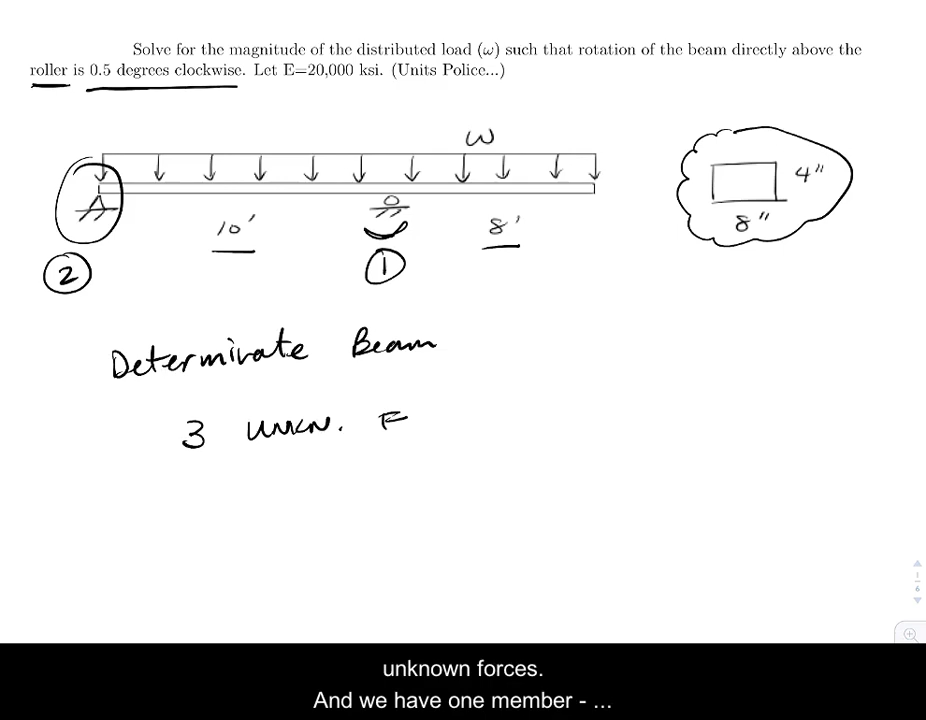 Solve for the magnitude of the distributed load (ω) such that rotation of the beam directly above the
roller is 0.5 degrees clockwise. Let E=20,000 ksi. (Units Police...)
ω
4"
10'
8'
8"
2
1
Determinate Beam
3 UNKN. F
1
6
unknown forces.
And we have one member - ...